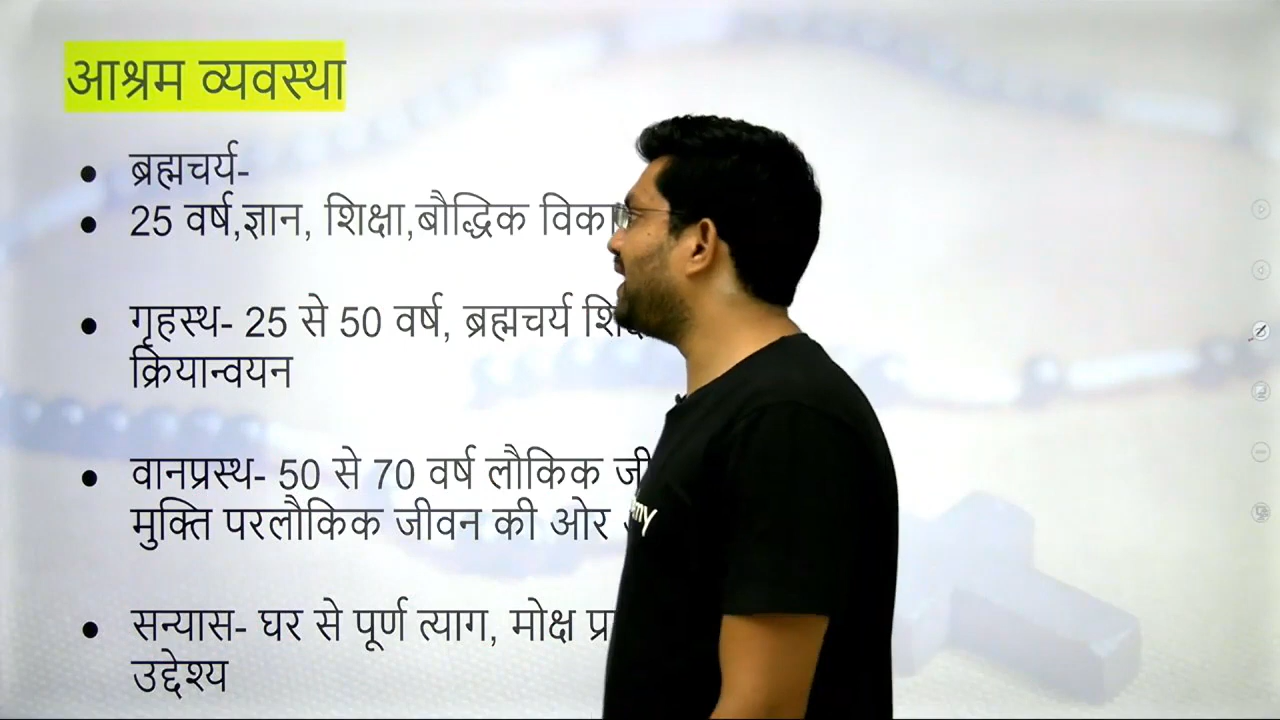 आश्रम व्यवस्था
ब्रह्मचर्य-
25 वर्ष,ज्ञान, शिक्षा,बौद्धिक
गृहस्थ- 25 से 50 वर्ष, ब्रह्मचर्य
क्रियान्वयन
वानप्रस्थ- 50 से 70 वर्ष लौकिक
मुक्ति परलौकिक जीवन की ओर
सन्यास- घर से पूर्ण त्याग, मोक्ष
उद्देश्य